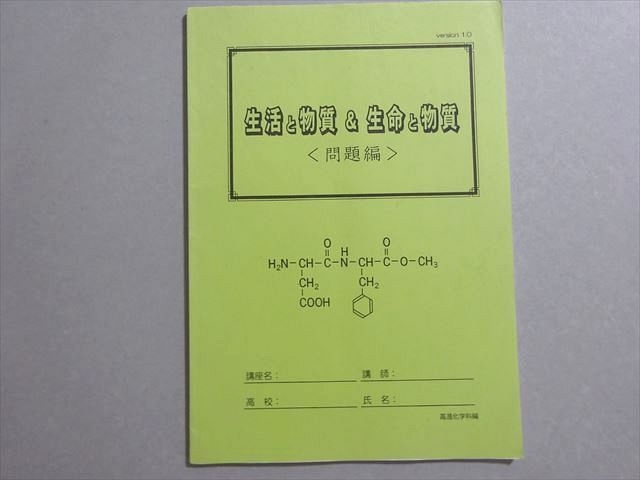 version 1.0
生活と物質 & 生命と物質
<問題編>
O H O
H₂N-CH-C-N-CH-C-O-CH₃
CH₂ CH₂
COOH
講座名: 講 師:
高 校: 氏 名:
高進化学科編